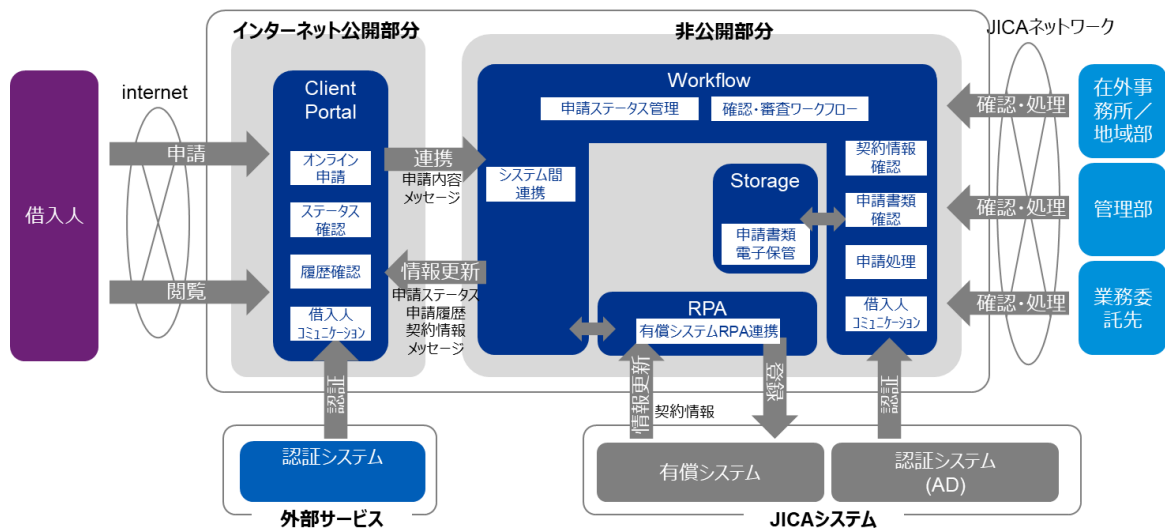 インターネット公開部分
非公開部分
JICAネットワーク
internet
借入人
申請
閲覧
Client
Portal
オンライン
申請
ステータス
確認
履歴確認
借入人
コミュニケーション
連携
申請内容
メッセージ
情報更新
申請ステータス
申請履歴
契約情報
メッセージ
Workflow
申請ステータス管理
確認・審査ワークフロー
システム間
連携
Storage
申請書類
電子保管
契約情報
確認
申請書類
確認
申請処理
借入人
コミュニケーション
RPA
有償システムRPA連携
確認・処理
確認・処理
確認・処理
在外事
務所／
地域部
管理部
業務委
託先
認証
情報更新
契約情報
登録
認証
認証システム
外部サービス
有償システム
認証システム
(AD)
JICAシステム